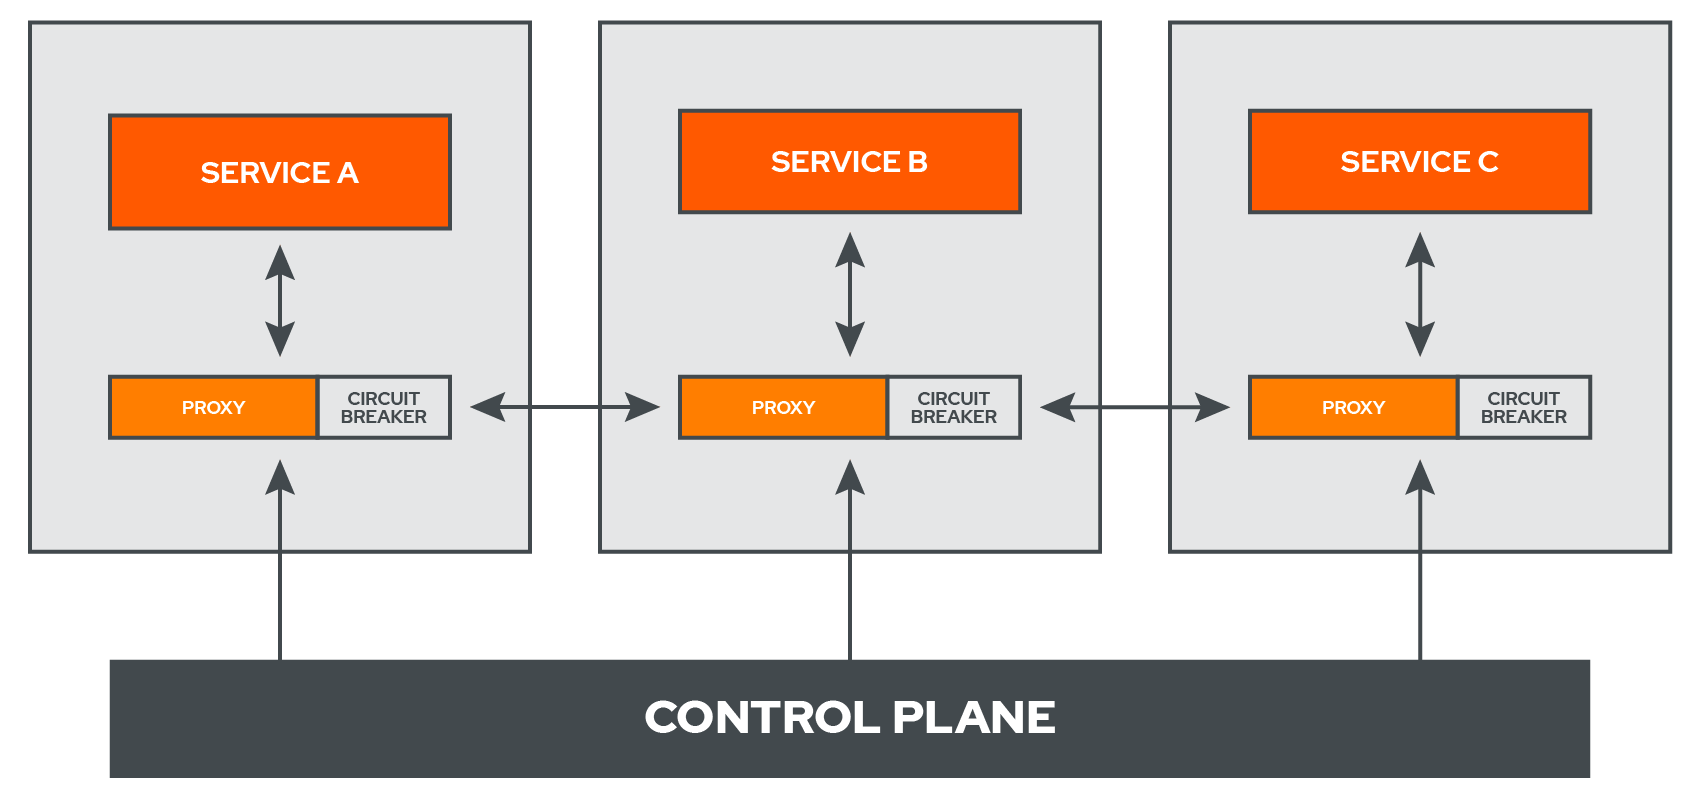 SERVICE A
SERVICE B
SERVICE C
PROXY
CIRCUIT
BREAKER
PROXY
CIRCUIT
BREAKER
PROXY
CIRCUIT
BREAKER
CONTROL PLANE